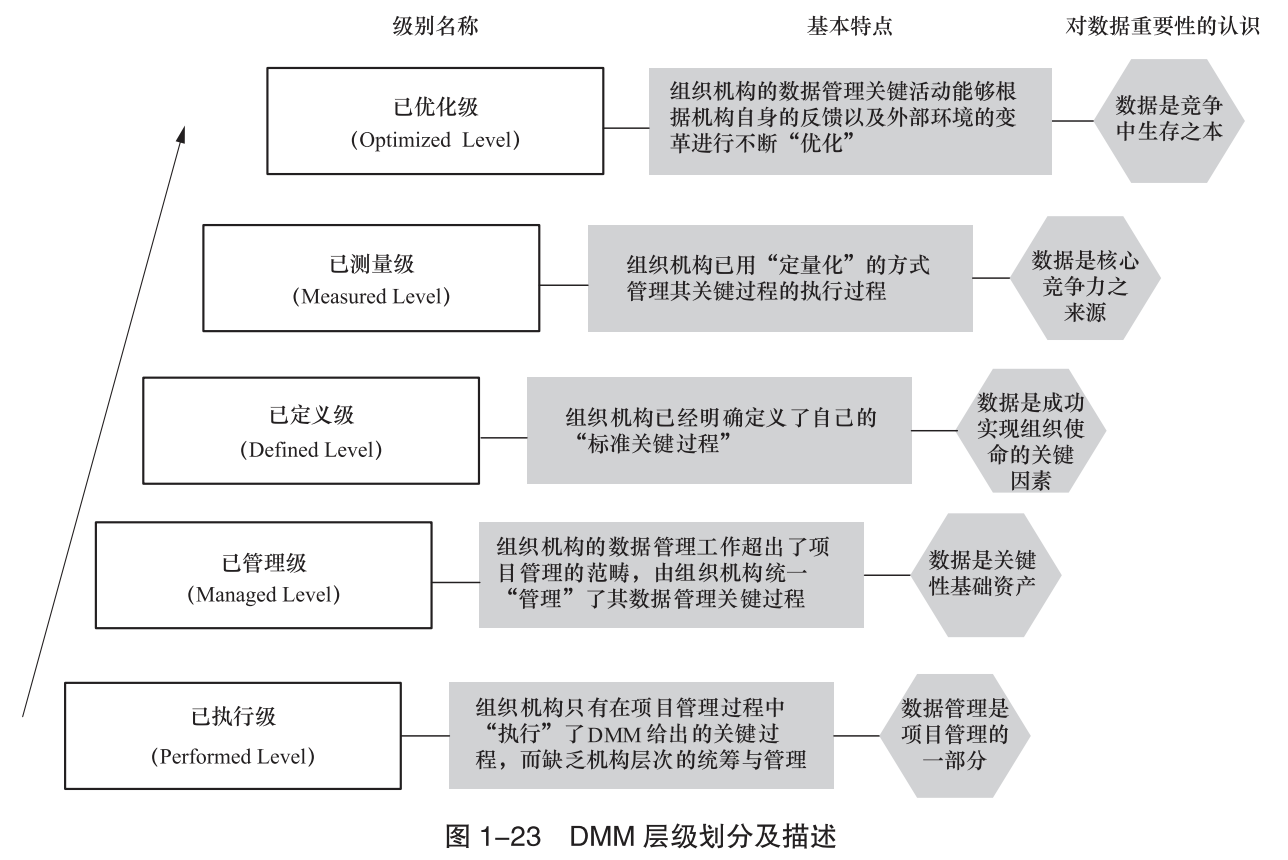 级别名称
基本特点
对数据重要性的认识
已优化级
(Optimized Level)
组织机构的数据管理关键活动能够根
据机构自身的反馈以及外部环境的变
革进行不断“优化”
数据是竞争
中生存之本
已测量级
(Measured Level)
组织机构已用“定量化”的方式
管理其关键过程的执行过程
数据是核心
竞争力之
来源
已定义级
(Defined Level)
组织机构已经明确定义了自己的
“标准关键过程”
数据是成功
实现组织使
命的关键
因素
已管理级
(Managed Level)
组织机构的数据管理工作超出了项
目管理的范畴，由组织机构统一
“管理”了其数据管理关键过程
数据是关键
性基础资产
已执行级
(Performed Level)
组织机构只有在项目管理过程中
“执行”了DMM给出的关键过
程，而缺乏机构层次的统筹与管理
数据管理是
项目管理的
一部分
图 1–23 DMM 层级划分及描述